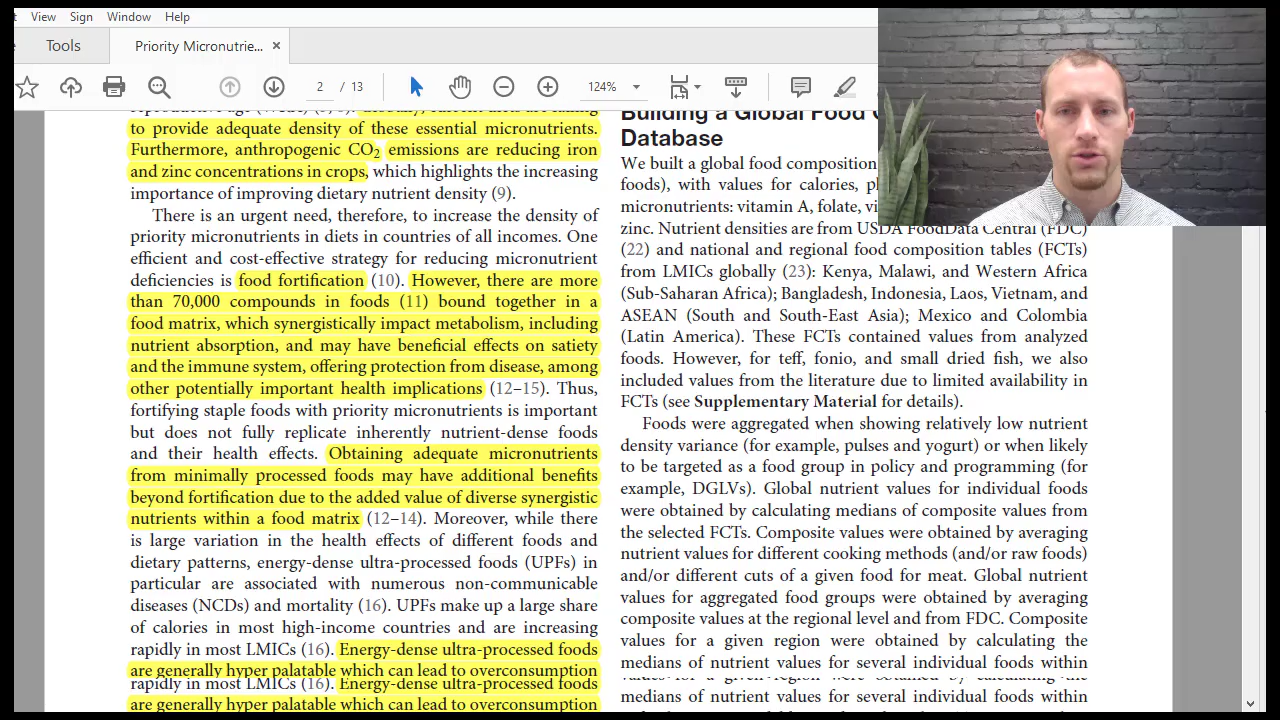 View Sign Window Help
Tools
Priority Micronutrie... ×
2 / 13
124%
to provide adequate density of these essential micronutrients.
Furthermore, anthropogenic CO2 emissions are reducing iron
and zinc concentrations in crops, which highlights the increasing
importance of improving dietary nutrient density (9).
There is an urgent need, therefore, to increase the density of
priority micronutrients in diets in countries of all incomes. One
efficient and cost-effective strategy for reducing micronutrient
deficiencies is food fortification (10). However, there are more
than 70,000 compounds in foods (11) bound together in a
food matrix, which synergistically impact metabolism, including
nutrient absorption, and may have beneficial effects on satiety
and the immune system, offering protection from disease, among
other potentially important health implications (12–15). Thus,
fortifying staple foods with priority micronutrients is important
but does not fully replicate inherently nutrient-dense foods
and their health effects. Obtaining adequate micronutrients
from minimally processed foods may have additional benefits
beyond fortification due to the added value of diverse synergistic
nutrients within a food matrix (12–14). Moreover, while there
is large variation in the health effects of different foods and
dietary patterns, energy-dense ultra-processed foods (UPFs) in
particular are associated with numerous non-communicable
diseases (NCDs) and mortality (16). UPFs make up a large share
of calories in most high-income countries and are increasing
rapidly in most LMICs (16). Energy-dense ultra-processed foods
are generally hyper palatable which can lead to overconsumption
rapidly in most LMICs (16). Energy-dense ultra-processed foods
are generally hyper palatable which can lead to overconsumption
Building a Global Food
Database
We built a global food composition
foods), with values for calories,
micronutrients: vitamin A, folate,
zinc. Nutrient densities are from USDA FoodData Central (FDC)
(22) and national and regional food composition tables (FCTs)
from LMICs globally (23): Kenya, Malawi, and Western Africa
(Sub-Saharan Africa); Bangladesh, Indonesia, Laos, Vietnam, and
ASEAN (South and South-East Asia); Mexico and Colombia
(Latin America). These FCTs contained values from analyzed
foods. However, for teff, fonio, and small dried fish, we also
included values from the literature due to limited availability in
FCTs (see Supplementary Material for details).
Foods were aggregated when showing relatively low nutrient
density variance (for example, pulses and yogurt) or when likely
to be targeted as a food group in policy and programming (for
example, DGLVs). Global nutrient values for individual foods
were obtained by calculating medians of composite values from
the selected FCTs. Composite values were obtained by averaging
nutrient values for different cooking methods (and/or raw foods)
and/or different cuts of a given food for meat. Global nutrient
values for aggregated food groups were obtained by averaging
composite values at the regional level and from FDC. Composite
values for a given region were obtained by calculating the
medians of nutrient values for several individual foods within
medians of nutrient values for several individual foods within